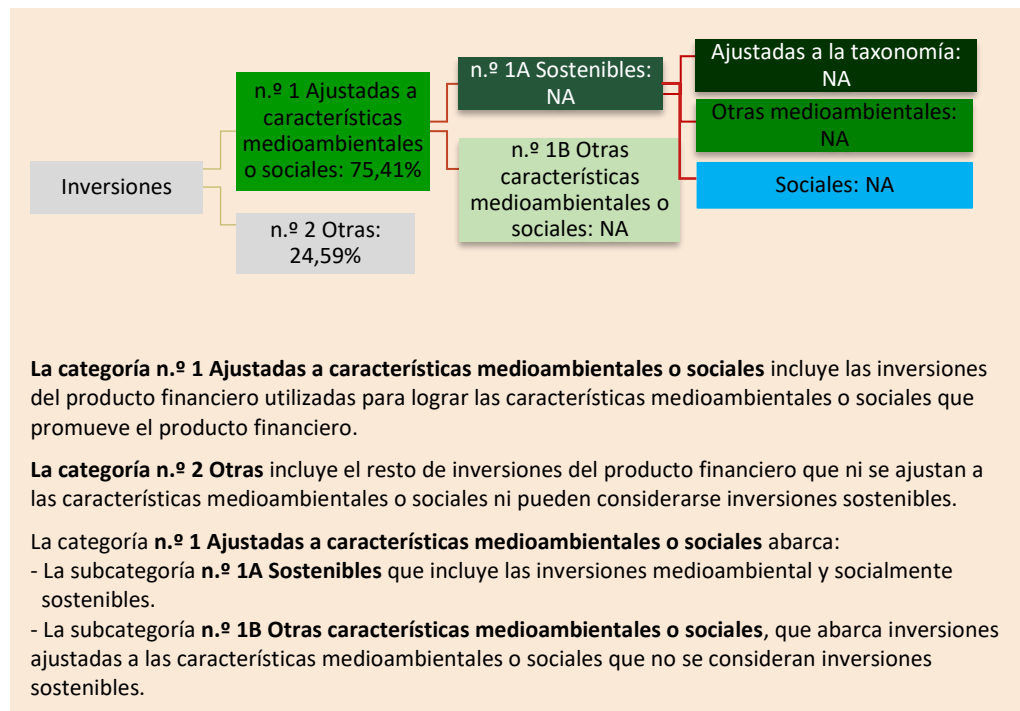 Inversiones
n.º 1 Ajustadas a
características
medioambientales
o sociales: 75,41%
n.º 2 Otras:
24,59%
n.º 1A Sostenibles:
NA
n.º 1B Otras
características
medioambientales o
sociales: NA
Ajustadas a la taxonomía:
NA
Otras medioambientales:
NA
Sociales: NA
La categoría n.º 1 Ajustadas a características medioambientales o sociales incluye las inversiones
del producto financiero utilizadas para lograr las características medioambientales o sociales que
promueve el producto financiero.
La categoría n.º 2 Otras incluye el resto de inversiones del producto financiero que ni se ajustan a
las características medioambientales o sociales ni pueden considerarse inversiones sostenibles.
La categoría n.º 1 Ajustadas a características medioambientales o sociales abarca:
- La subcategoría n.º 1A Sostenibles que incluye las inversiones medioambiental y socialmente
sostenibles.
- La subcategoría n.º 1B Otras características medioambientales o sociales, que abarca inversiones
ajustadas a las características medioambientales o sociales que no se consideran inversiones
sostenibles.